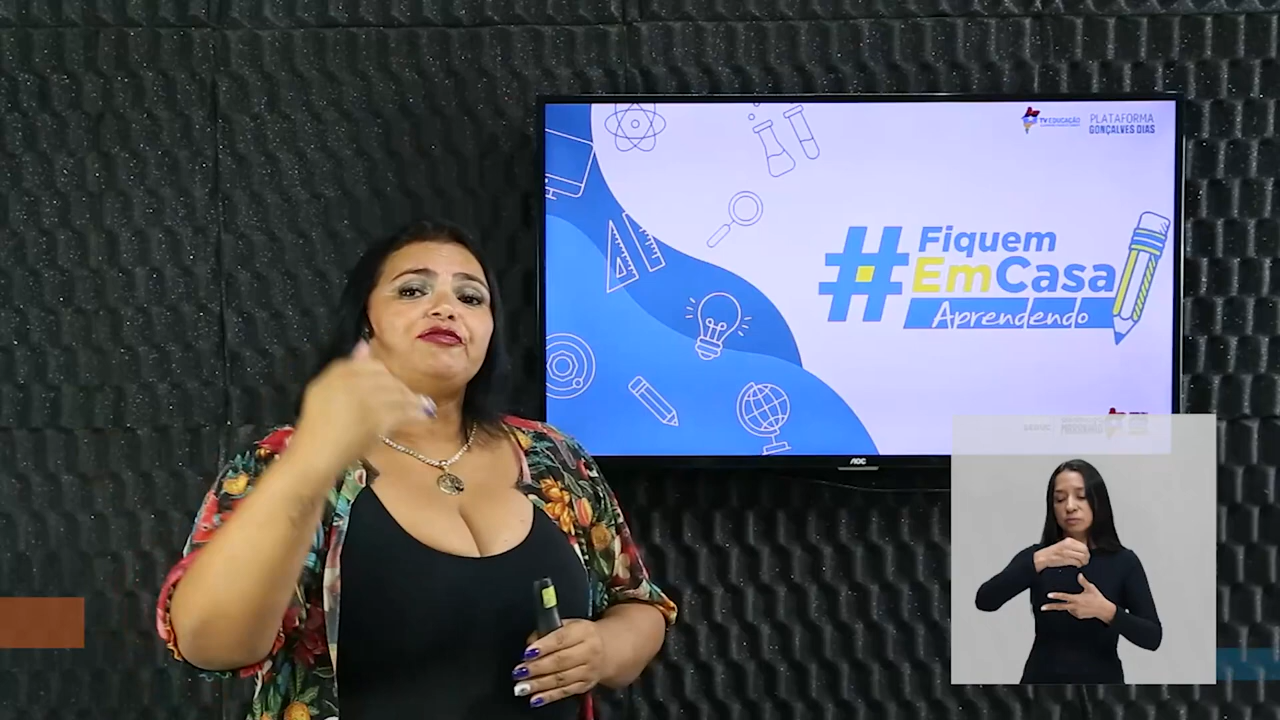 TV EDUCAÇÃO
PLATAFORMA
GONÇALVES DIAS
#Fiquem
EmCasa
Aprendendo
AOC